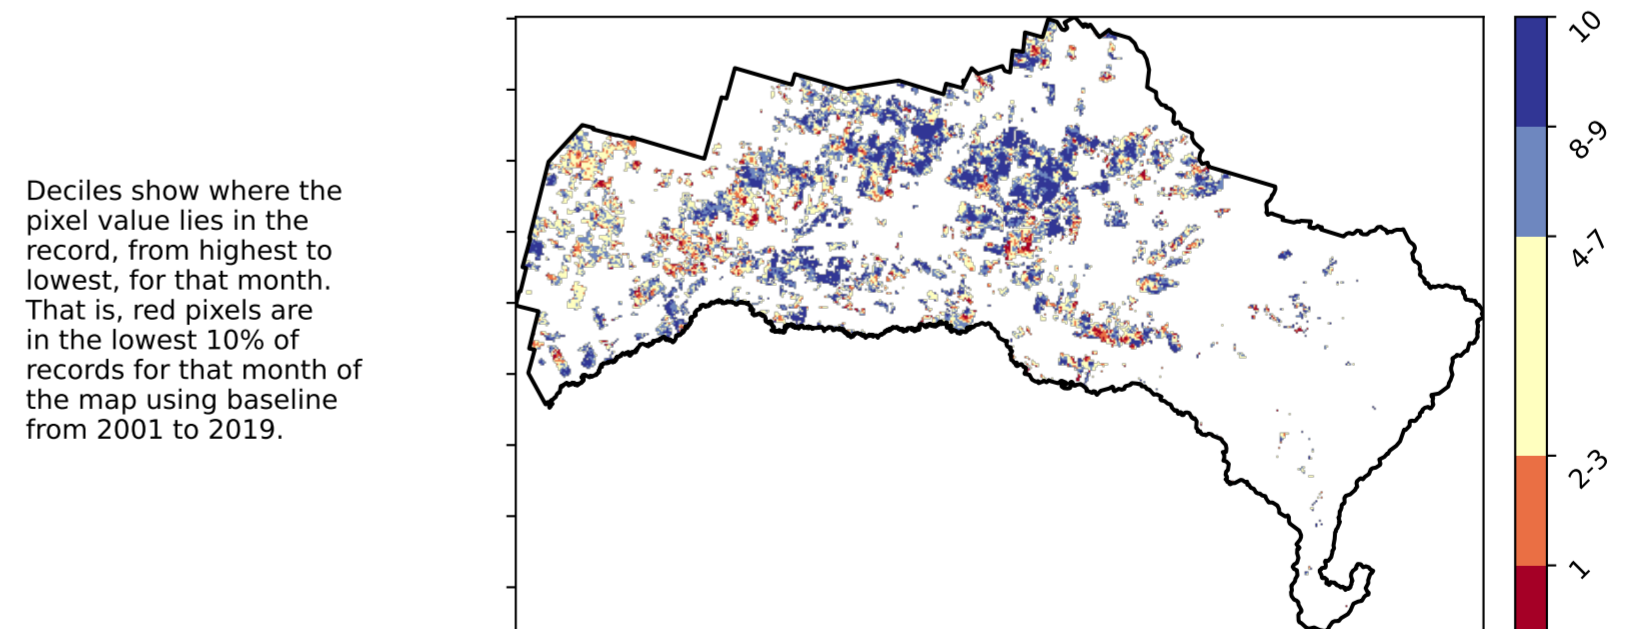 Deciles show where the
pixel value lies in the
record, from highest to
lowest, for that month.
That is, red pixels are
in the lowest 10% of
records for that month of
the map using baseline
from 2001 to 2019.
10
8-9
4-7
2-3
1